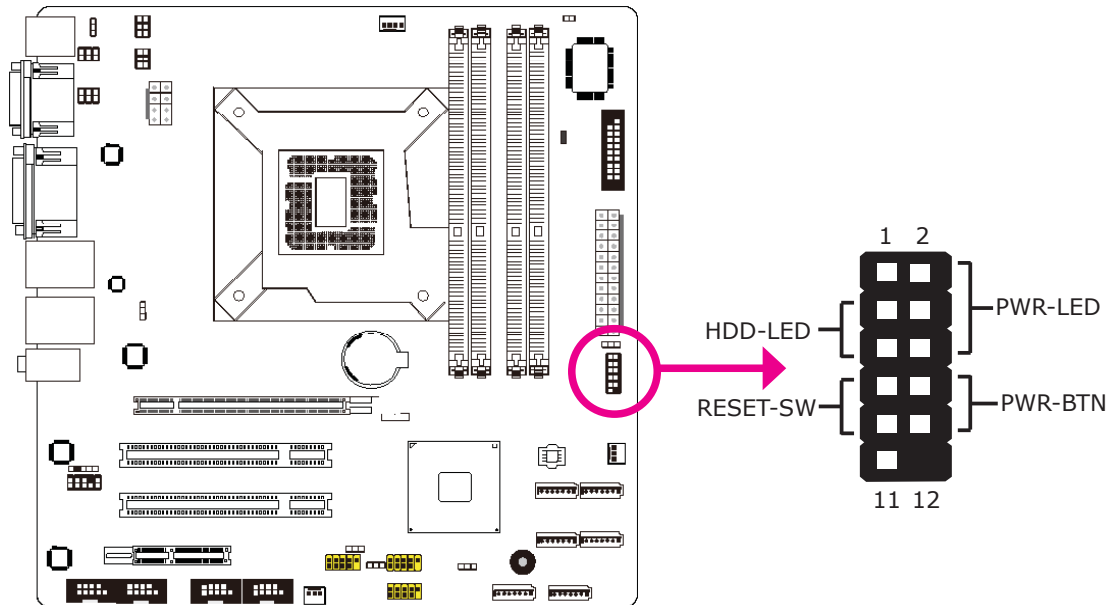 1 2
PWR-LED
HDD-LED
RESET-SW
PWR-BTN
11 12